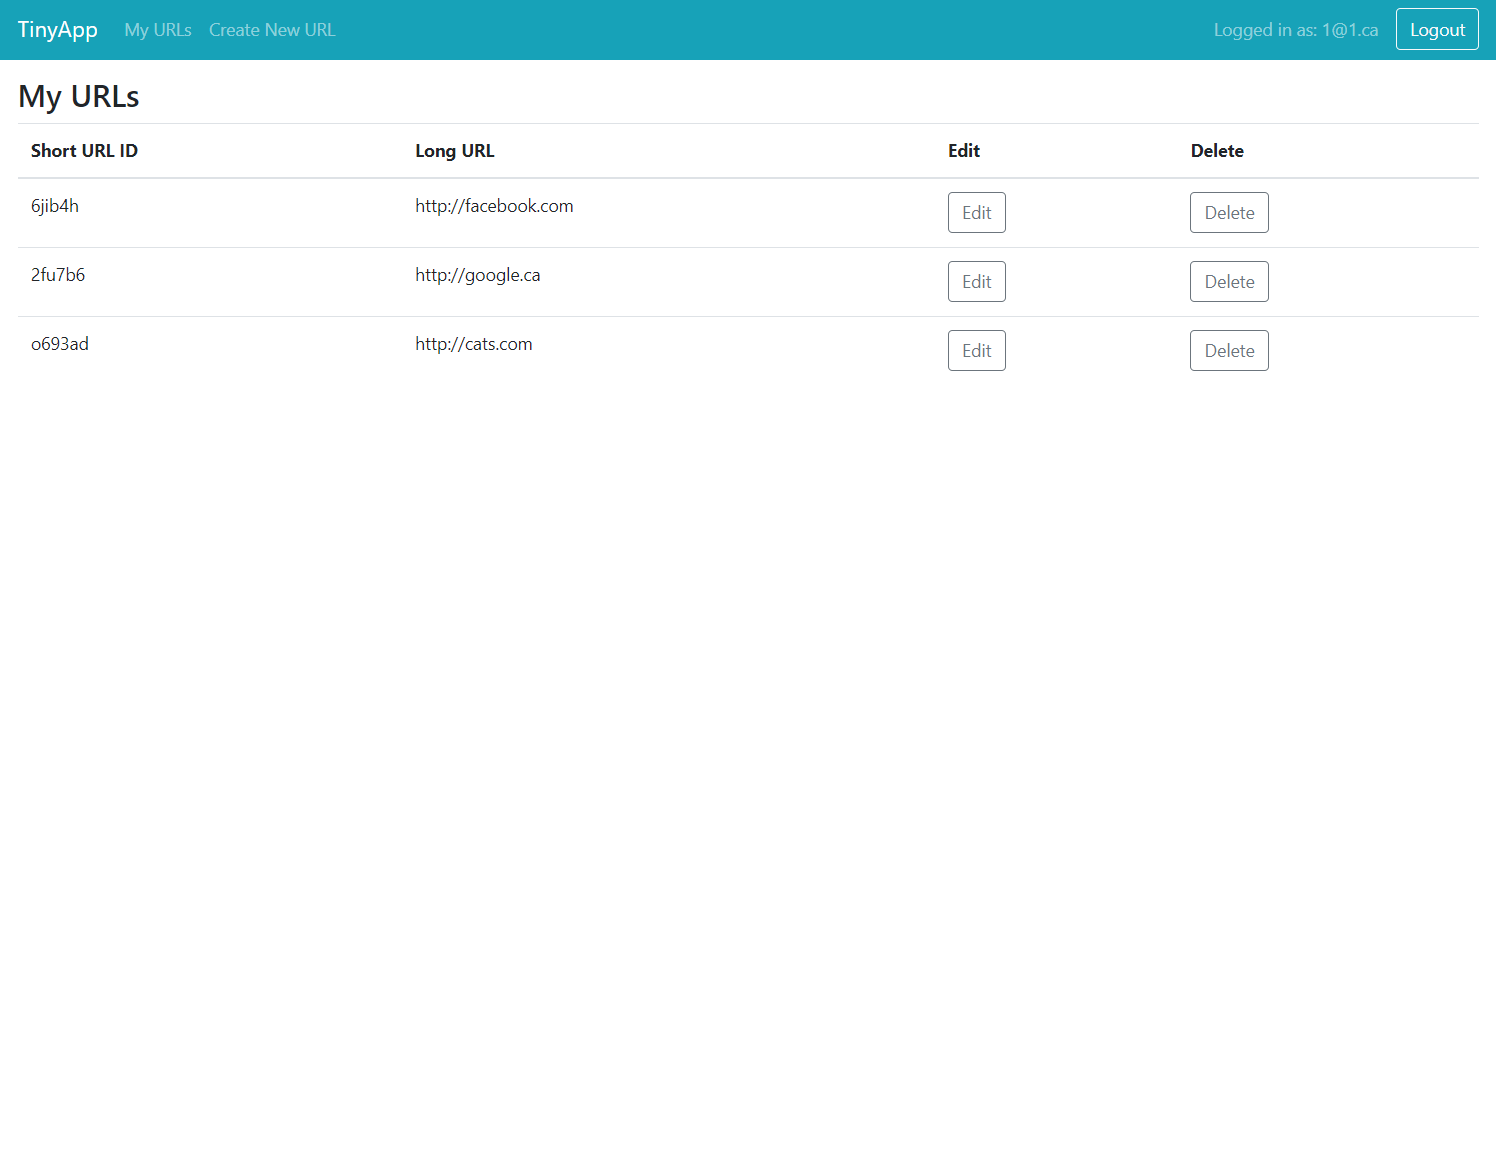 TinyApp My URLs Create New URL Logged in as: 1@1.ca Logout
My URLs
Short URL ID Long URL Edit Delete
6jib4h http://facebook.com Edit Delete
2fu7b6 http://google.ca Edit Delete
o693ad http://cats.com Edit Delete